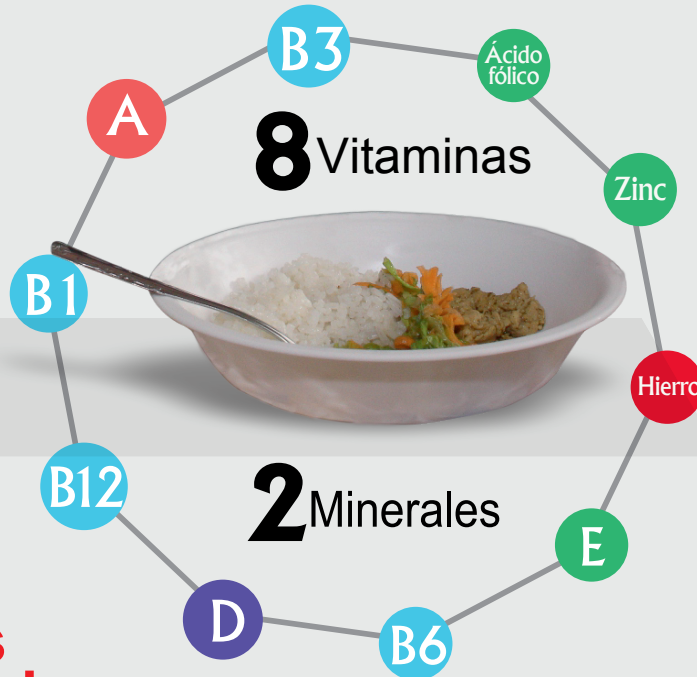 B3
Ácido
fólico
A
8 Vitaminas
Zinc
B1
Hierro
B12
2 Minerales
E
D
B6